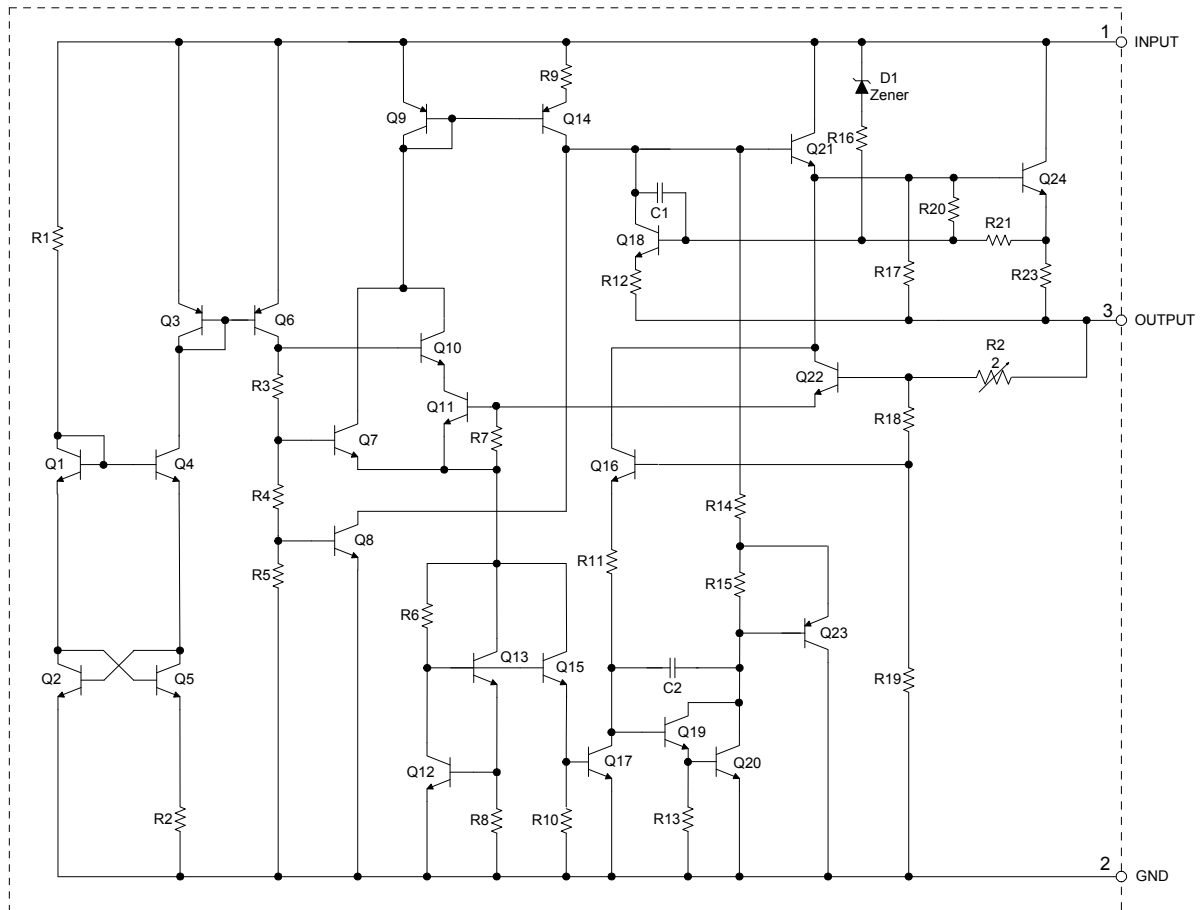 1 INPUT
R9
D1
Zener
Q9
Q14
Q21
R16
Q24
R20
C1
R1
Q18
R21
R12
R17
R23
Q3
Q6
3 OUTPUT
Q10
R2
2
R3
Q22
Q11
R7
R18
Q7
Q1
Q4
Q16
R4
R14
Q8
R11
R5
R15
R6
Q23
Q13
Q15
Q2
Q5
R19
C2
Q19
Q12
Q17
Q20
R2
R8
R10
R13
2 GND